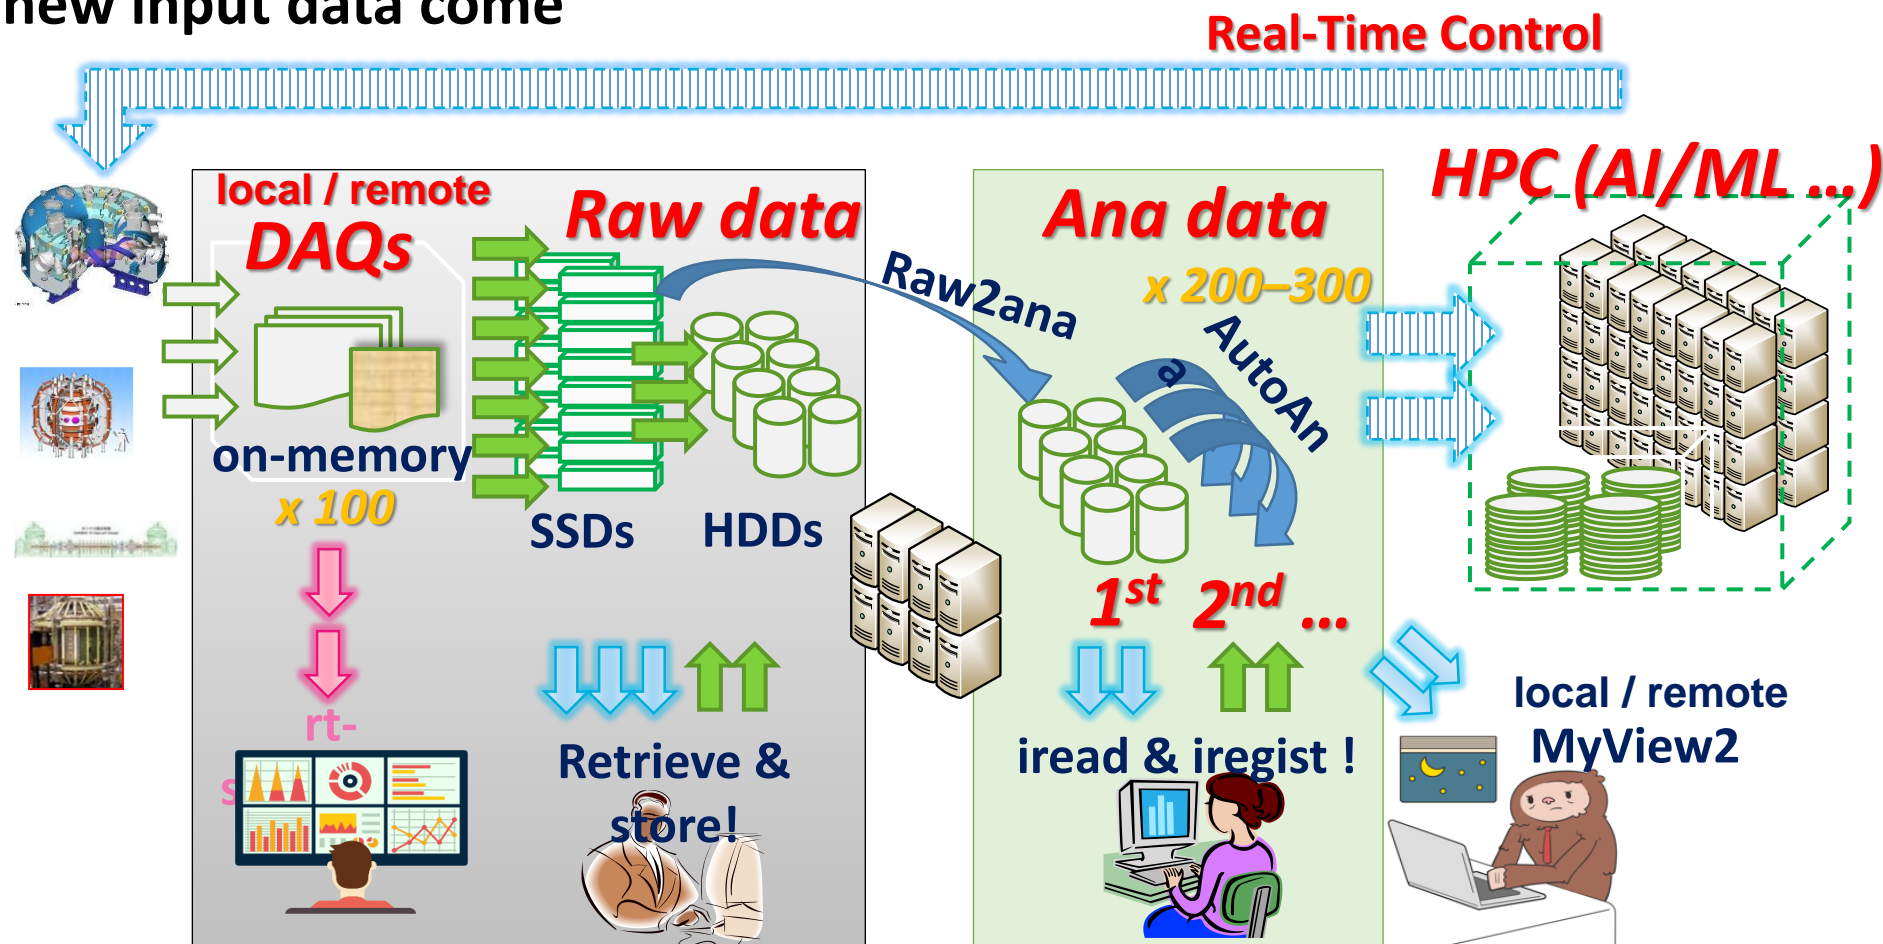 new input data come
Real-Time Control
HPC (AI/ML ...)
local / remote
DAQs
Raw data
Ana data
x 200–300
Raw2ana
AutoAn
a
on-memory
x 100
SSDs
HDDs
1st 2nd ...
rt-
s
Retrieve &
store!
iread & iregist !
local / remote
MyView2